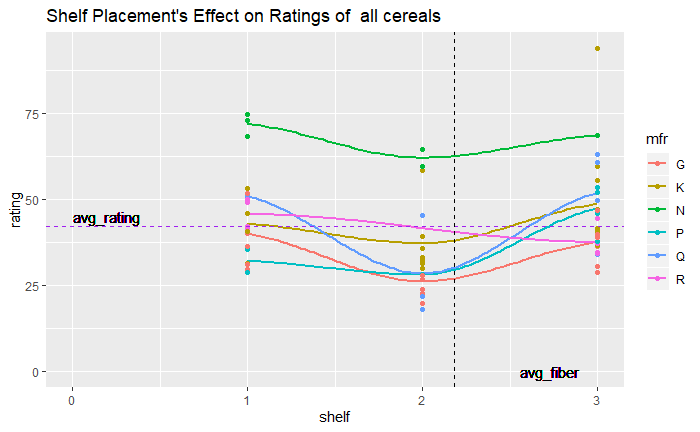 Shelf Placement's Effect on Ratings of  all cereals
rating
75
50
25
0
avg_rating
avg_fiber
0
1
2
3
shelf
mfr
G
K
N
P
Q
R